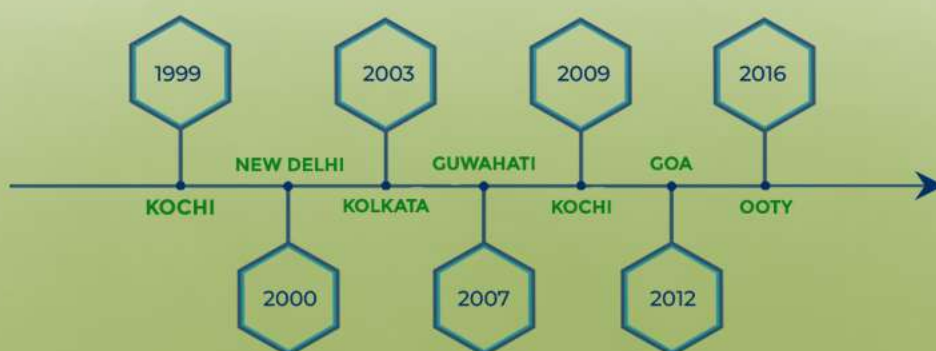 1999
2003
2009
2016
NEW DELHI
GUWAHATI
GOA
KOCHI
KOLKATA
KOCHI
OOTY
2000
2007
2012